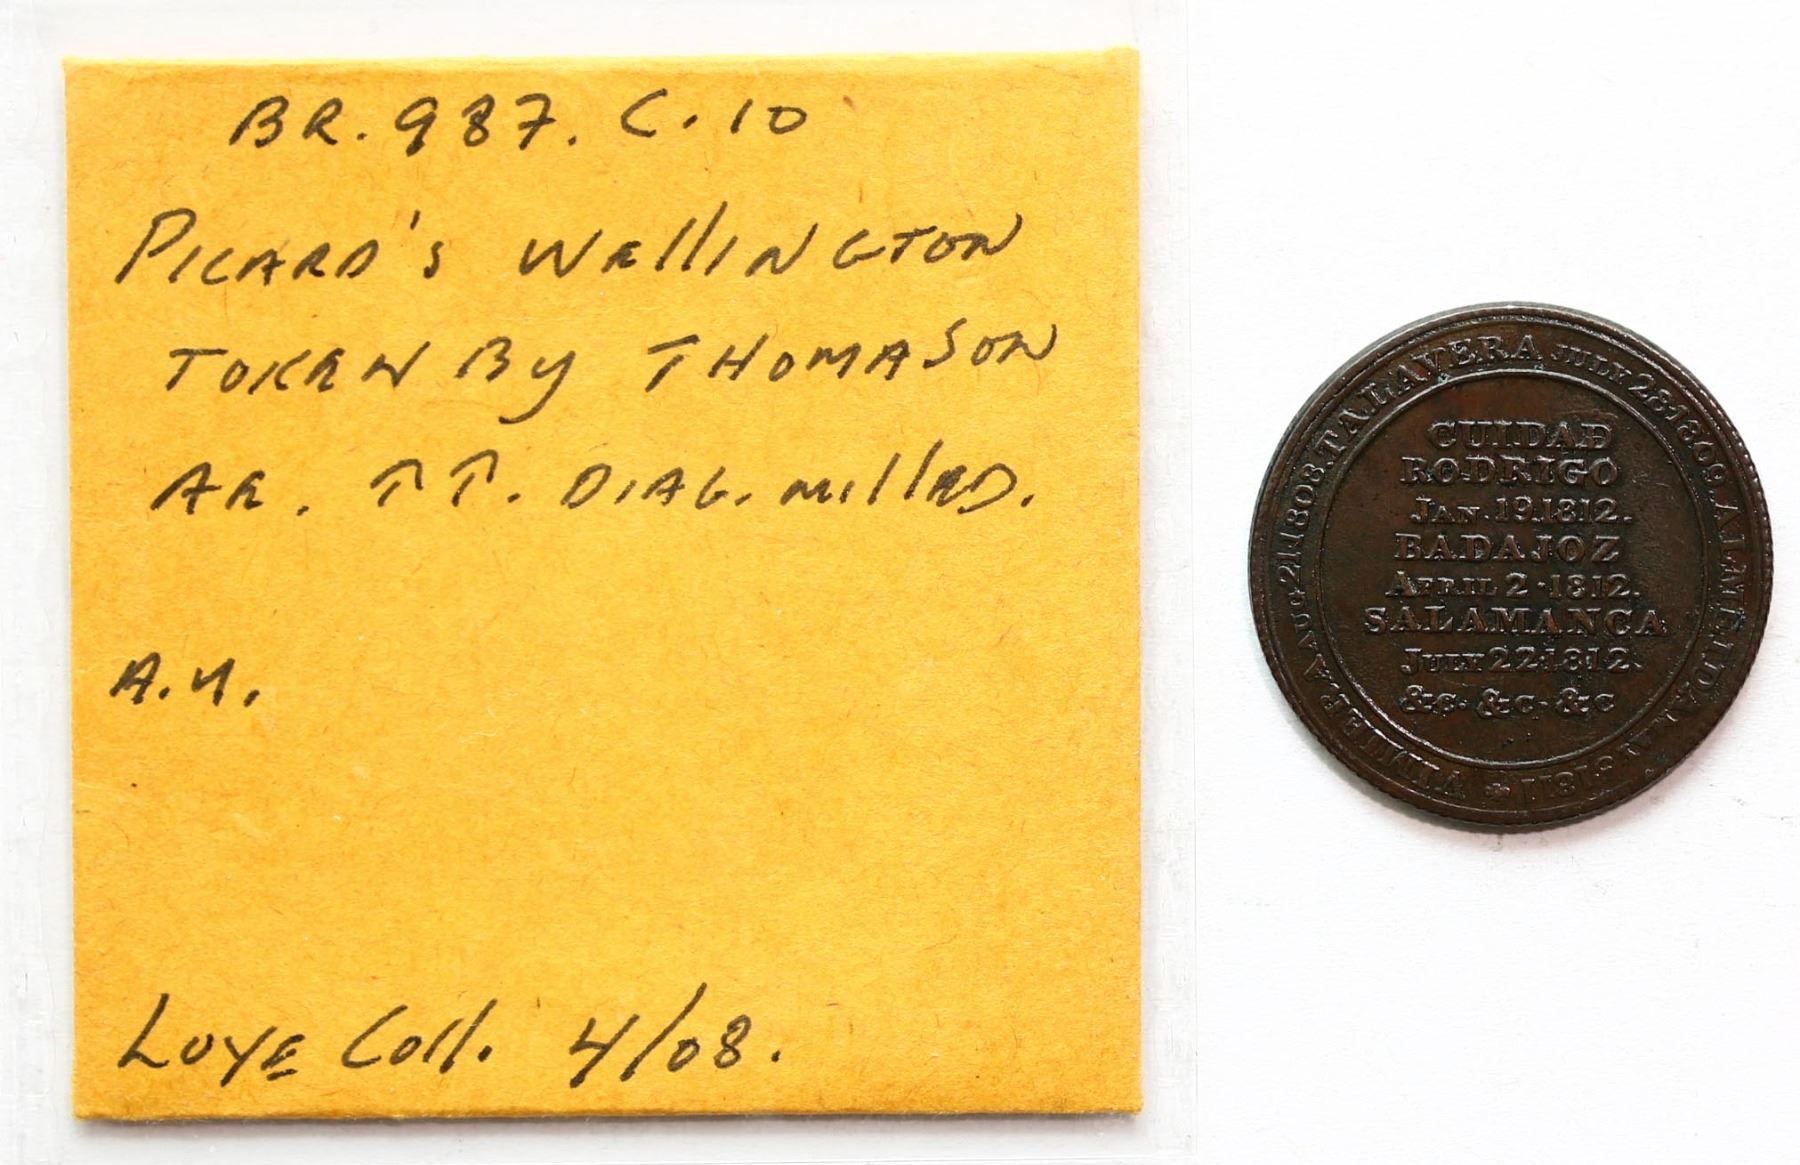 BR. 987. C. 10
PICARD'S WELLINGTON
TOKEN BY THOMASON
AE. ↑↑. DIAG. MILLED.
A.U.
LOYE Coll. 4/08.
VIMIERA AUG 21.1808. TALAVERA JULY 28.1809. ALMEIDA MAY 5.1811
CUIDAD
RODRIGO
JAN. 19.1812.
BADAJOZ
APRIL 2.1812.
SALAMANCA
JULY 22.1812.
&c. &c. &c